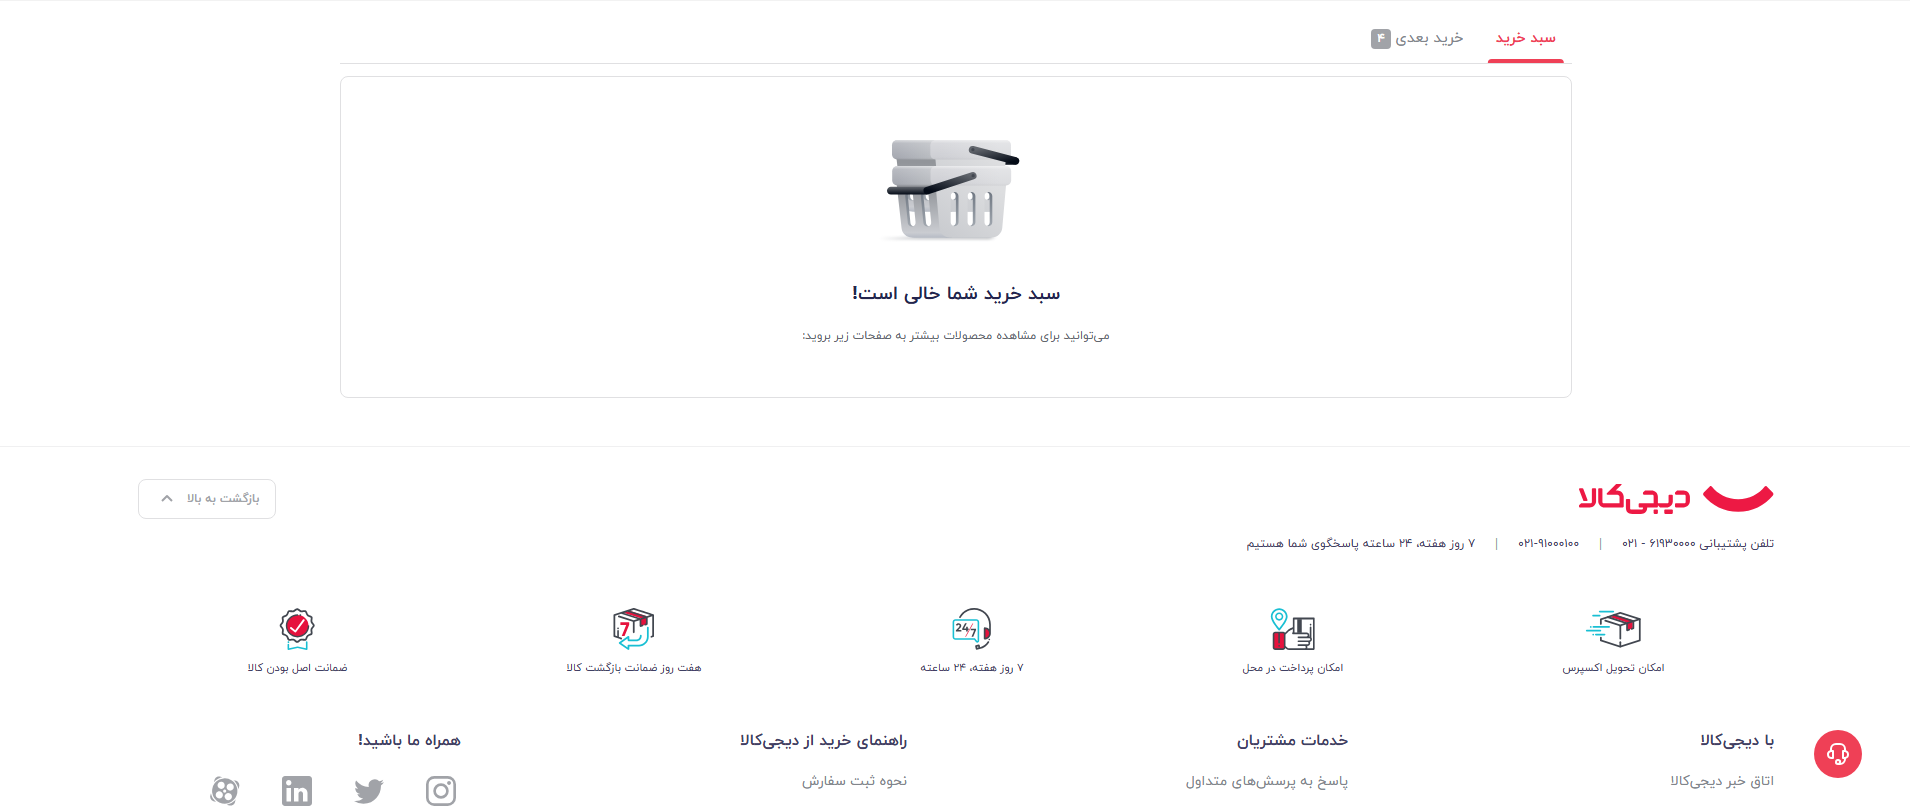 سبد خرید
خرید بعدی ۴
سبد خرید شما خالی است!
می‌توانید برای مشاهده محصولات بیشتر به صفحات زیر بروید:
دیجی‌کالا
بازگشت به بالا
تلفن پشتیبانی ۶۱۹۳۰۰۰۰ - ۰۲۱ | ۰۲۱-۹۱۰۰۰۱۰۰ | ۷ روز هفته، ۲۴ ساعته پاسخگوی شما هستیم
24/7
7
امکان تحویل اکسپرس
امکان پرداخت در محل
۷ روز هفته، ۲۴ ساعته
هفت روز ضمانت بازگشت کالا
ضمانت اصل بودن کالا
با دیجی‌کالا
اتاق خبر دیجی‌کالا
خدمات مشتریان
پاسخ به پرسش‌های متداول
راهنمای خرید از دیجی‌کالا
نحوه ثبت سفارش
همراه ما باشید!